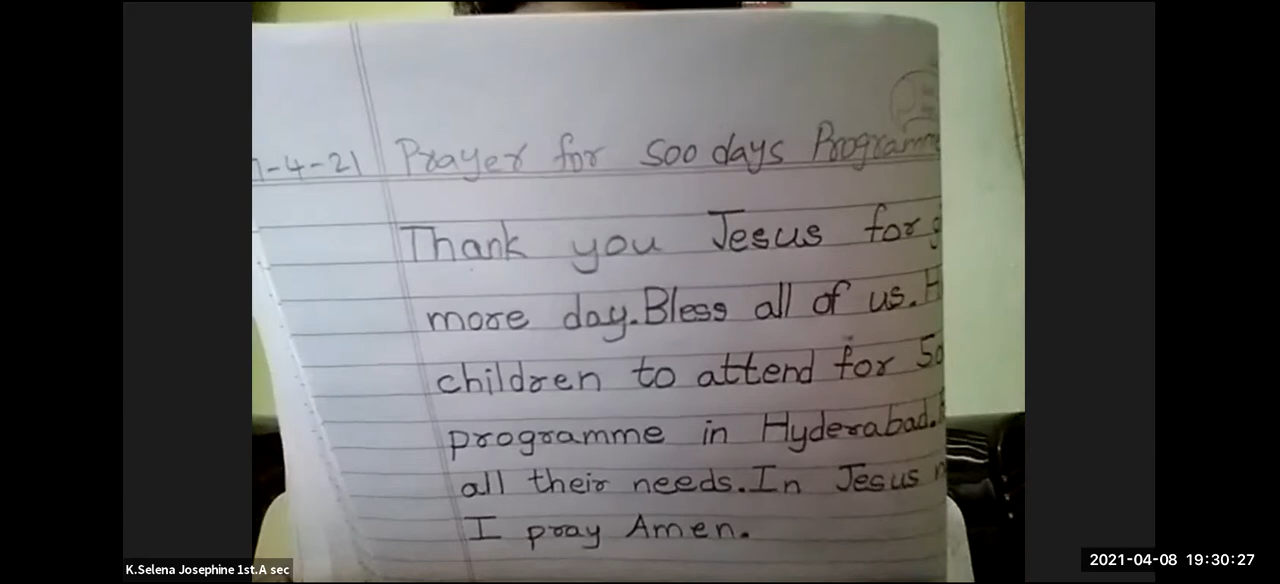 -4-21 Prayer for 500 days Programme
Thank you Jesus for
more day. Bless all of us.
children to attend for
programme in Hyderabad.
all their needs. In Jesus
I pray Amen.
K.Selena Josephine 1st.A sec
2021-04-08 19:30:27